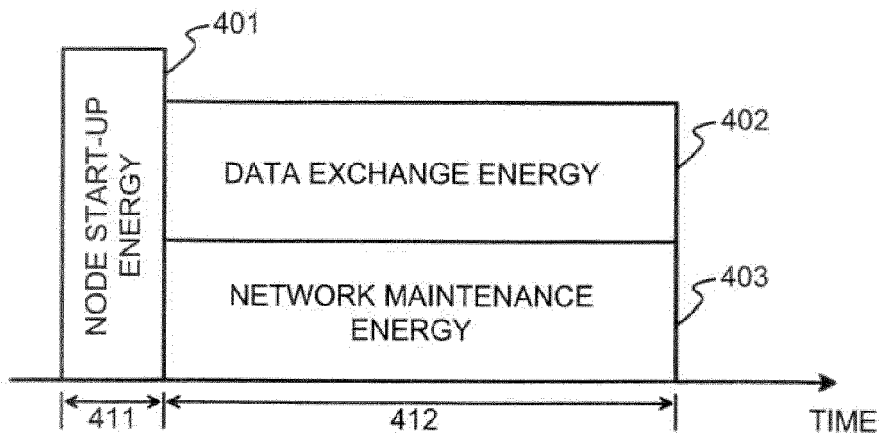 401
NODE START-UP
ENERGY
402
DATA EXCHANGE ENERGY
403
NETWORK MAINTENANCE
ENERGY
411
412
TIME